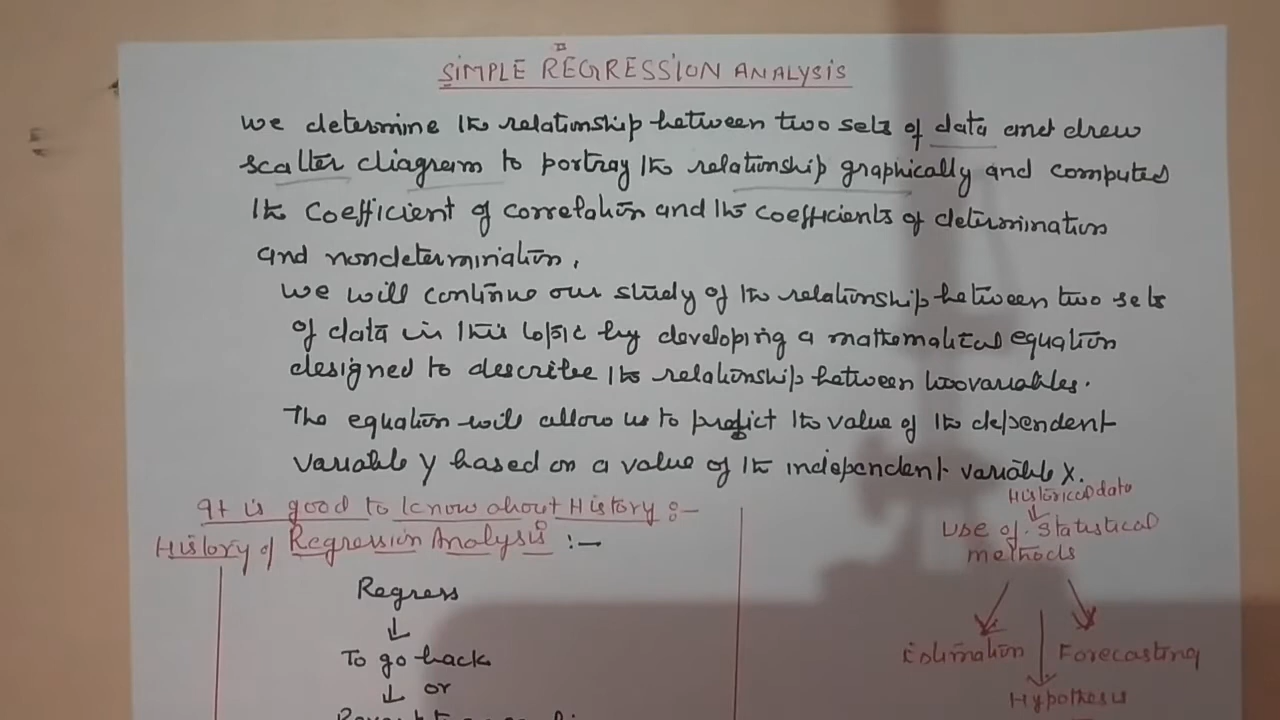 II
SIMPLE REGRESSION ANALYSIS
We determine the relationship between two sets of data and drew
scatter diagram to portray the relationship graphically and computed
the coefficient of correlation and the coefficients of determination
and nondetermination.
We will continue our study of the relationship between two sets
of data in this topic by developing a mathematical equation
designed to describe the relationship between two variables.
The equation will allow us to predict the value of the dependent
variable y based on a value of the independent variable X.
It is good to know about History :-
History of Regression Analysis :-
Regress
↓
To go back
↓ or
Historical data
↓
Use of Statistical
methods
Estimation
Forecasting
Hypothesis